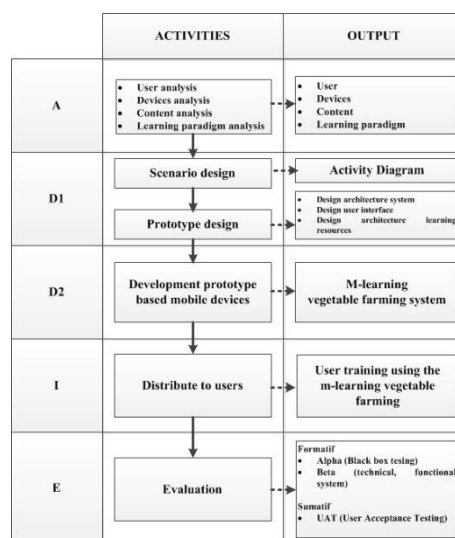 ACTIVITIES
OUTPUT
A
• User analysis
• Devices analysis
• Content analysis
• Learning paradigm analysis
• User
• Devices
• Content
• Learning paradigm
D1
Scenario design
Activity Diagram
Prototype design
• Design architecture system
• Design user interface
• Design architecture learning
resources
D2
Development prototype
based mobile devices
M-learning
vegetable farming system
I
Distribute to users
User training using the
m-learning vegetable
farming
E
Evaluation
Formatif
• Alpha (Black box tesing)
• Beta (technical, functional
system)
Sumatif
• UAT (User Acceptance Testing)